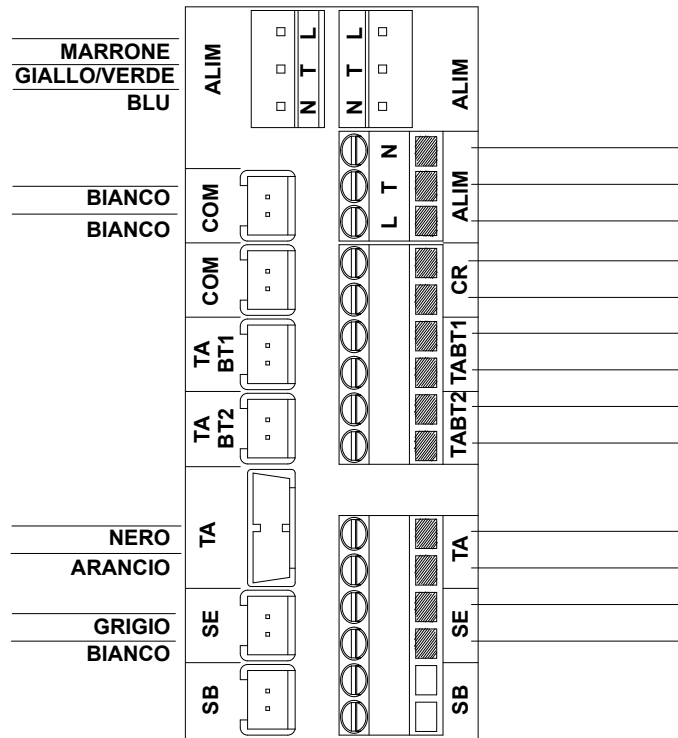 MARRONE
GIALLO/VERDE
BLU
ALIM
N T L
N T L
ALIM
BIANCO
BIANCO
COM
L T N
ALIM
COM
CR
TA
BT1
TABT1
TA
BT2
TABT2
NERO
ARANCIO
TA
TA
GRIGIO
BIANCO
SE
SE
SB
SB